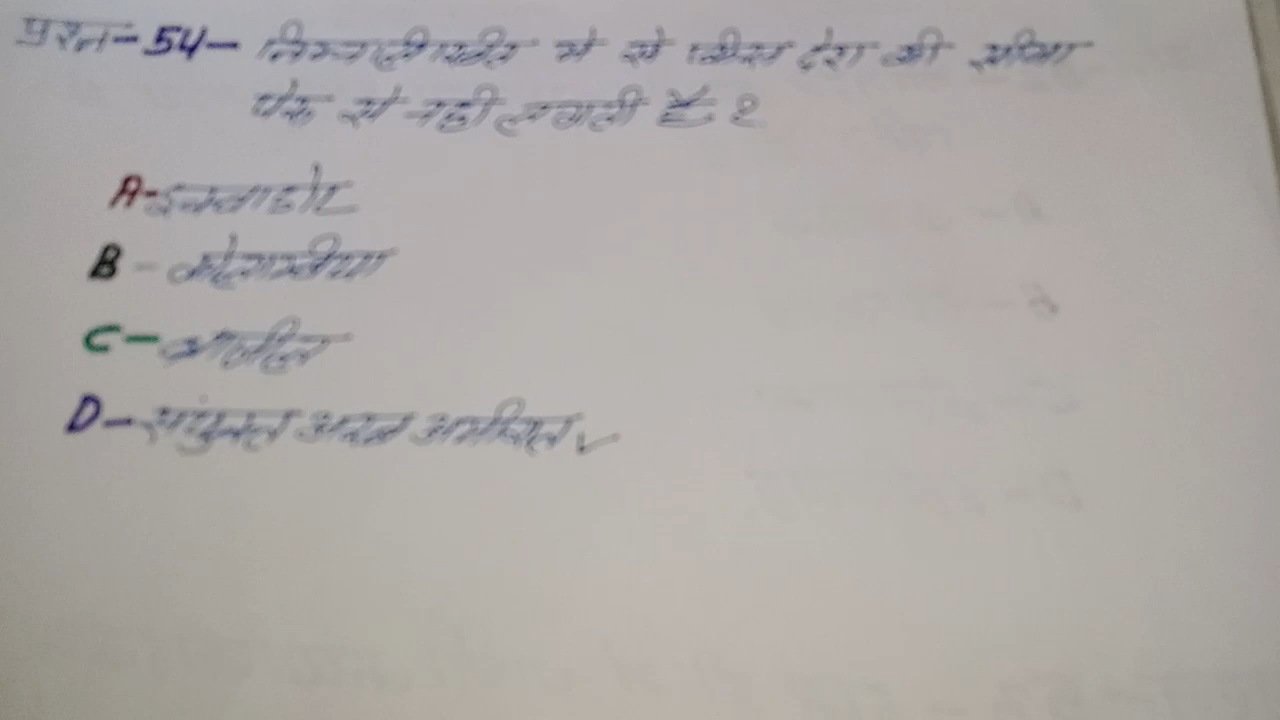 प्रश्न-54- निम्नलीखीत मे से कीस देश की सीमा
पेरू से नही लगती है ?
A-इक्वाडोर
B - कोलाम्बीया
C- ब्राजील
D- संयुक्त अरब अमीरात ✓